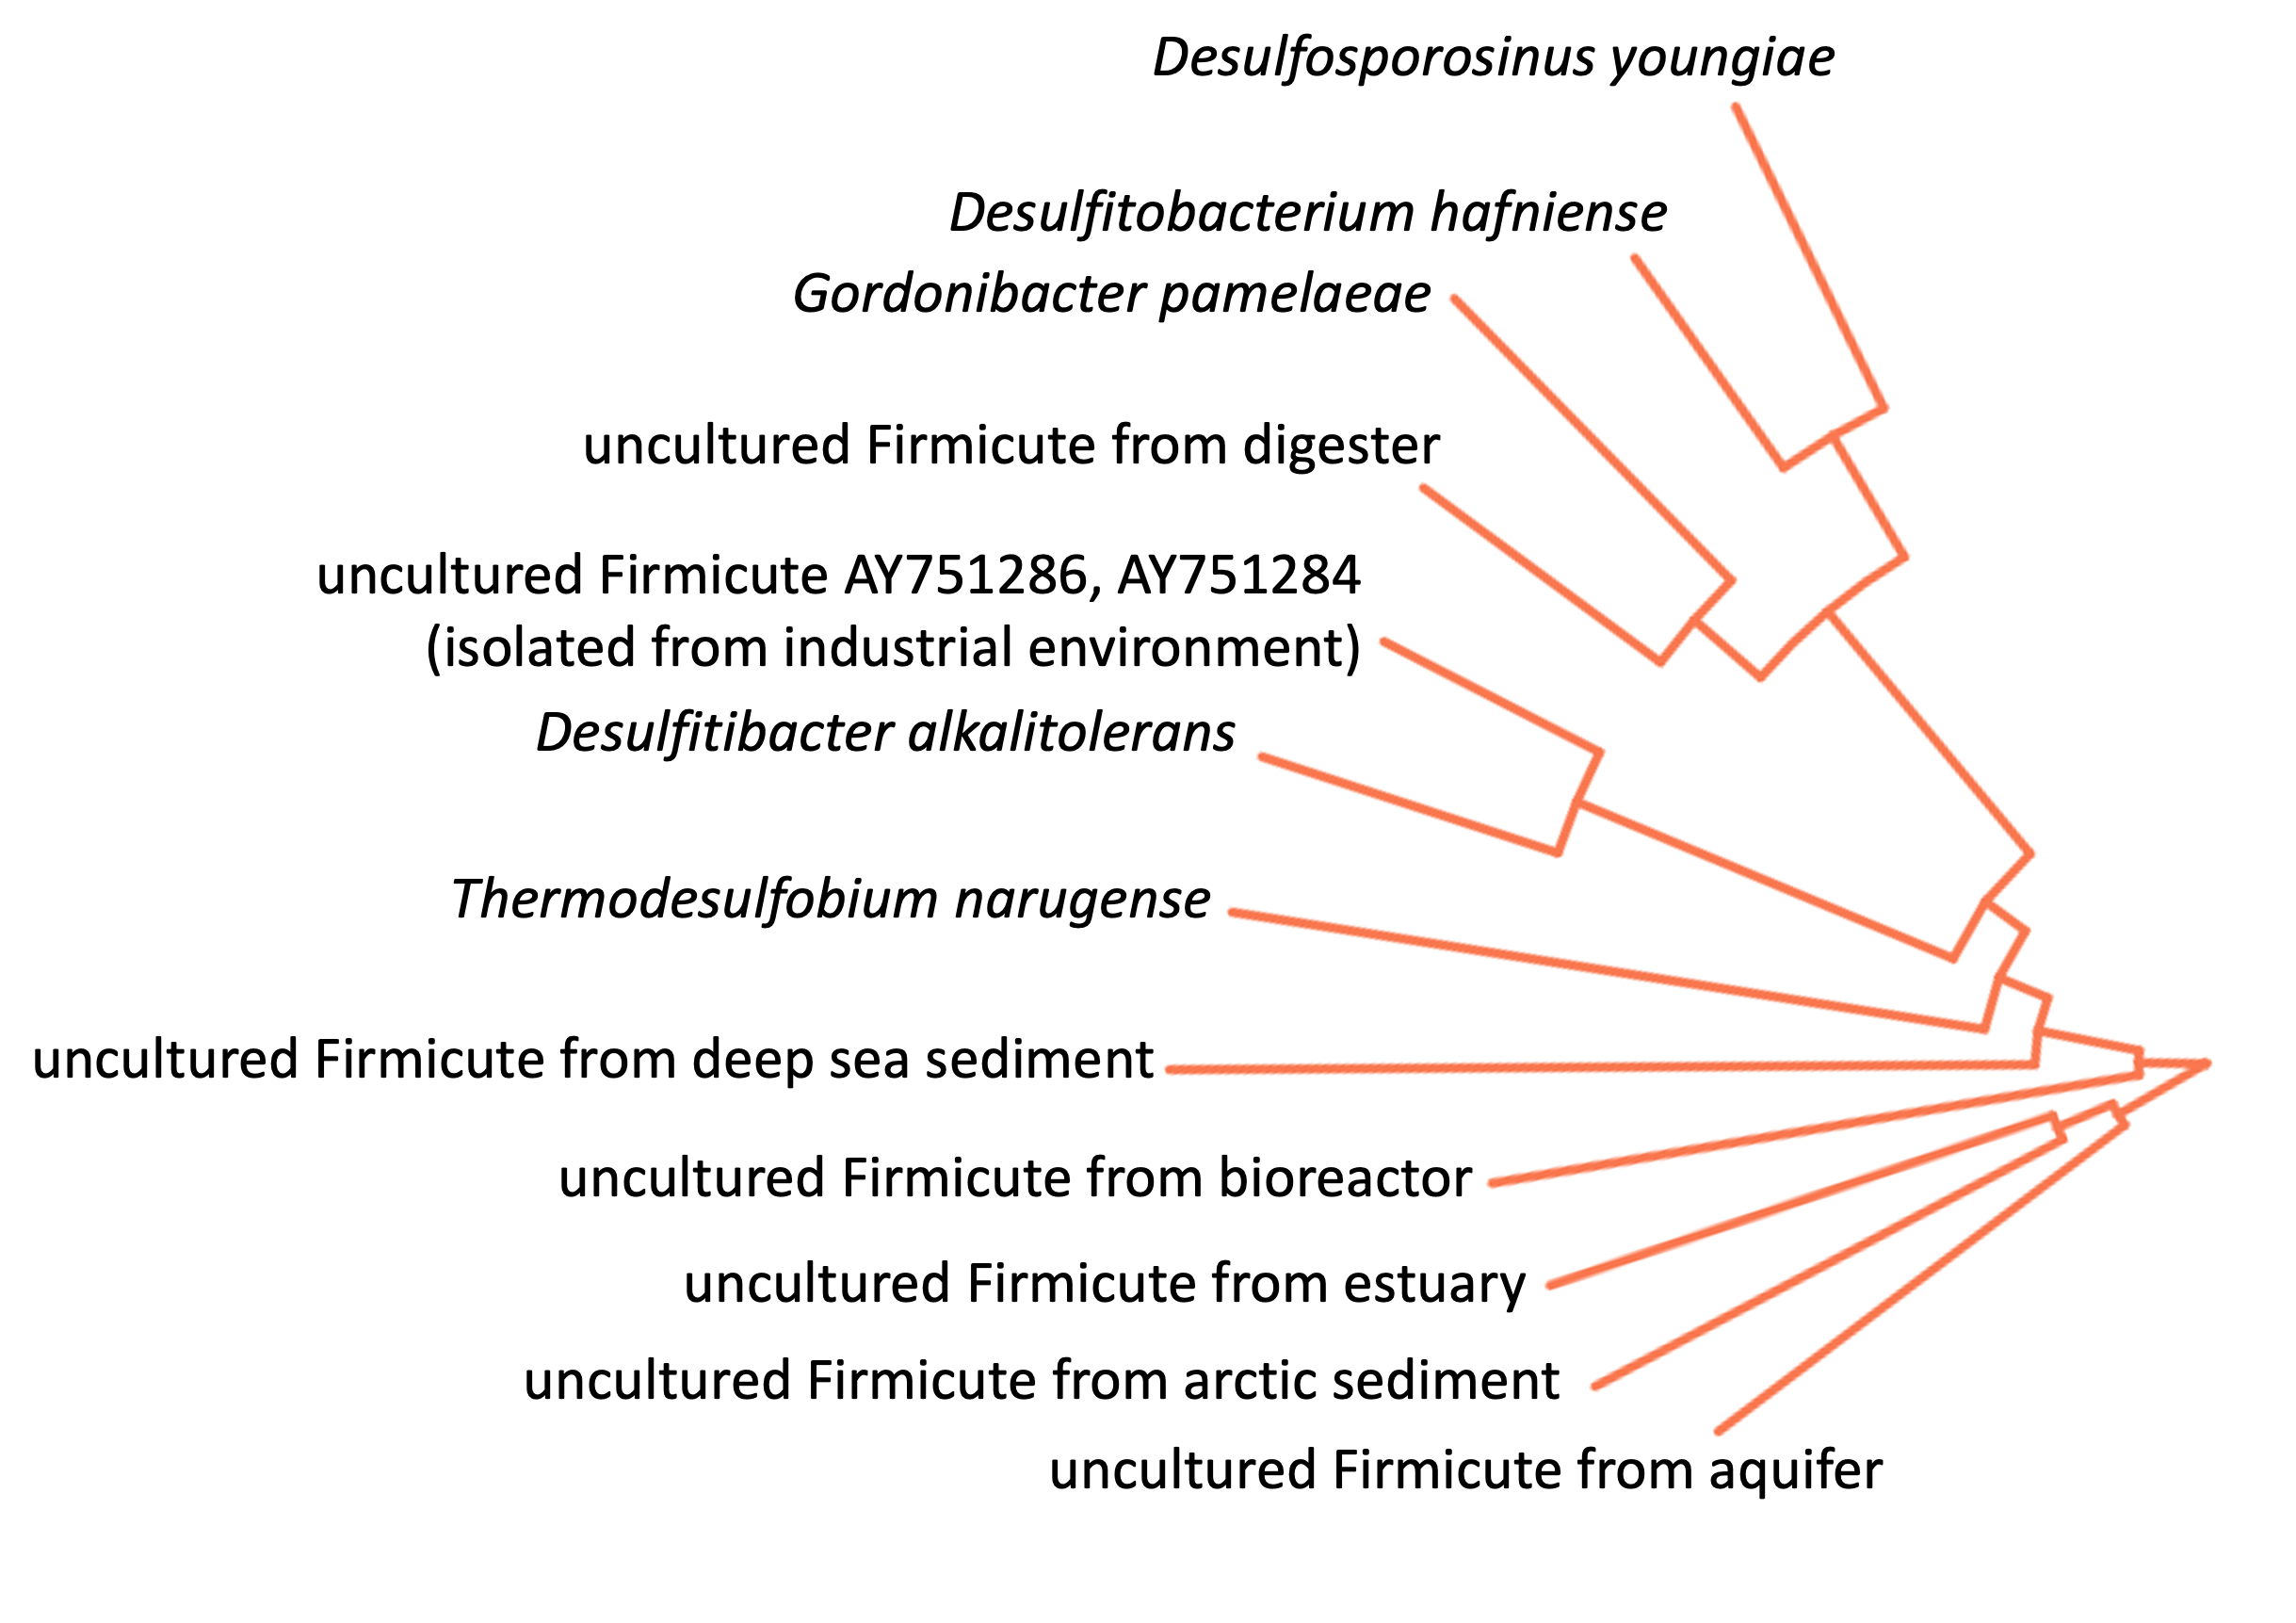 Desulfosporosinus youngiae
Desulfitobacterium hafniense
Gordonibacter pamelaeae
uncultured Firmicute from digester
uncultured Firmicute AY751286, AY751284
(isolated from industrial environment)
Desulfitibacter alkalitolerans
Thermodesulfobium narugense
uncultured Firmicute from deep sea sediment
uncultured Firmicute from bioreactor
uncultured Firmicute from estuary
uncultured Firmicute from arctic sediment
uncultured Firmicute from aquifer